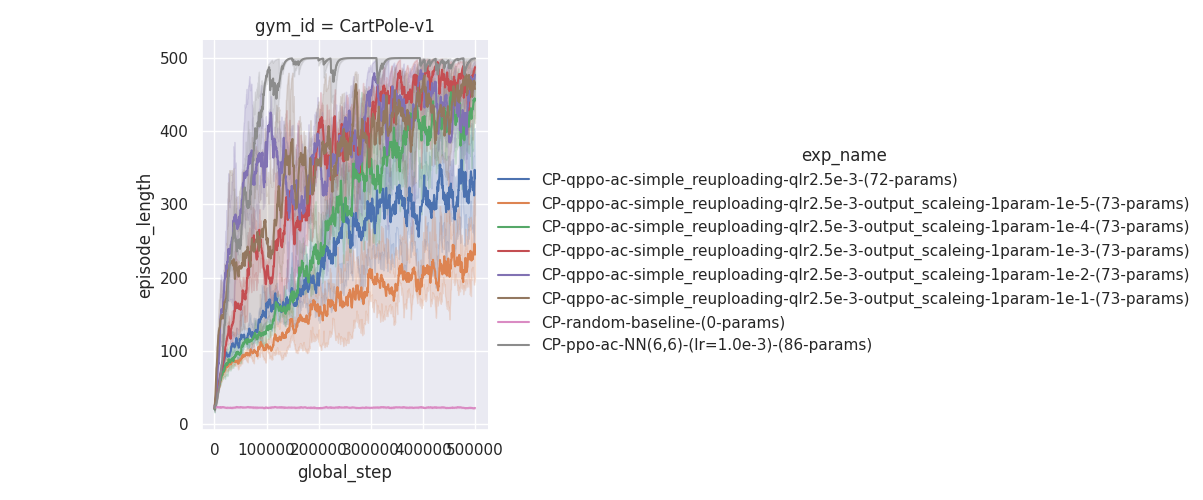 gym_id = CartPole-v1
episode_length
500
400
300
200
100
0
0 100000 200000 300000 400000 500000
global_step
exp_name
CP-qppo-ac-simple_reuploading-qlr2.5e-3-(72-params)
CP-qppo-ac-simple_reuploading-qlr2.5e-3-output_scaleing-1param-1e-5-(73-params)
CP-qppo-ac-simple_reuploading-qlr2.5e-3-output_scaleing-1param-1e-4-(73-params)
CP-qppo-ac-simple_reuploading-qlr2.5e-3-output_scaleing-1param-1e-3-(73-params)
CP-qppo-ac-simple_reuploading-qlr2.5e-3-output_scaleing-1param-1e-2-(73-params)
CP-qppo-ac-simple_reuploading-qlr2.5e-3-output_scaleing-1param-1e-1-(73-params)
CP-random-baseline-(0-params)
CP-ppo-ac-NN(6,6)-(lr=1.0e-3)-(86-params)